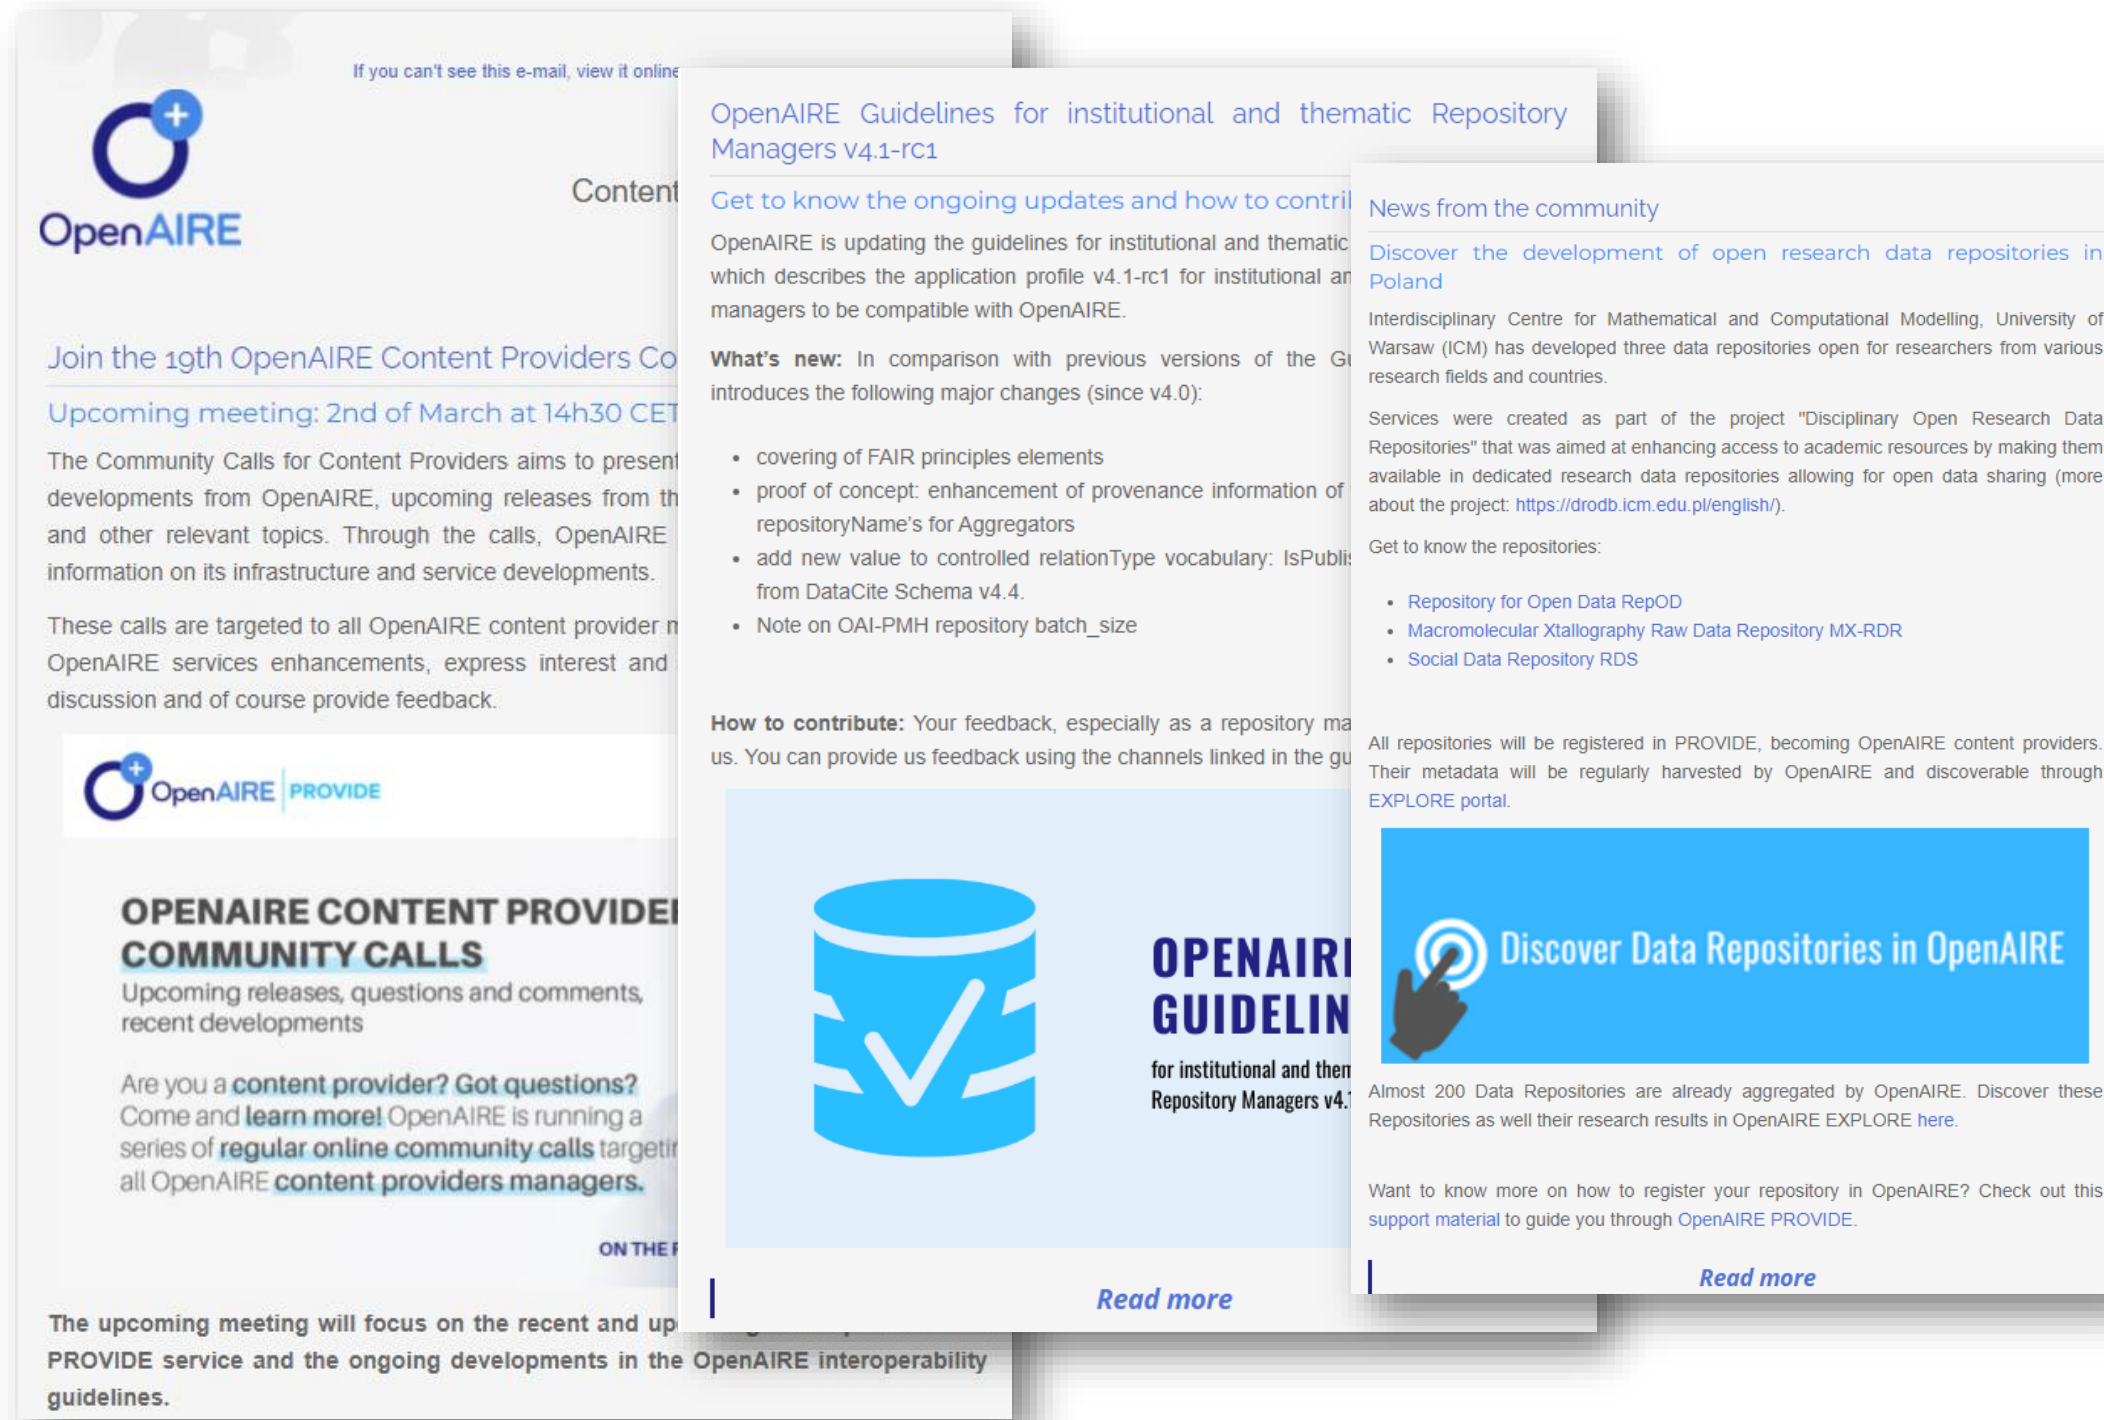 If you can't see this e-mail, view it online
OpenAIRE
Content
Join the 19th OpenAIRE Content Providers Co
Upcoming meeting: 2nd of March at 14h30 CET
The Community Calls for Content Providers aims to present
developments from OpenAIRE, upcoming releases from th
and other relevant topics. Through the calls, OpenAIRE
information on its infrastructure and service developments.
These calls are targeted to all OpenAIRE content provider m
OpenAIRE services enhancements, express interest and
discussion and of course provide feedback.
OpenAIRE PROVIDE
OPENAIRE CONTENT PROVIDER
COMMUNITY CALLS
Upcoming releases, questions and comments,
recent developments
Are you a content provider? Got questions?
Come and learn more! OpenAIRE is running a
series of regular online community calls targetin
all OpenAIRE content providers managers.
ON THE
The upcoming meeting will focus on the recent and up
PROVIDE service and the ongoing developments in the OpenAIRE interoperability
guidelines.
OpenAIRE Guidelines for institutional and thematic Repository
Managers v4.1-rc1
Get to know the ongoing updates and how to contri
OpenAIRE is updating the guidelines for institutional and thematic
which describes the application profile v4.1-rc1 for institutional an
managers to be compatible with OpenAIRE.
What's new: In comparison with previous versions of the Gu
introduces the following major changes (since v4.0):
• covering of FAIR principles elements
• proof of concept: enhancement of provenance information of
repositoryName's for Aggregators
• add new value to controlled relationType vocabulary: IsPublis
from DataCite Schema v4.4.
• Note on OAI-PMH repository batch_size
How to contribute: Your feedback, especially as a repository ma
us. You can provide us feedback using the channels linked in the gu
OPENAIRE
GUIDELIN
for institutional and them
Repository Managers v4.1
Read more
News from the community
Discover the development of open research data repositories in
Poland
Interdisciplinary Centre for Mathematical and Computational Modelling, University of
Warsaw (ICM) has developed three data repositories open for researchers from various
research fields and countries.
Services were created as part of the project "Disciplinary Open Research Data
Repositories" that was aimed at enhancing access to academic resources by making them
available in dedicated research data repositories allowing for open data sharing (more
about the project: https://drodb.icm.edu.pl/english/).
Get to know the repositories:
• Repository for Open Data RepOD
• Macromolecular Xtallography Raw Data Repository MX-RDR
• Social Data Repository RDS
All repositories will be registered in PROVIDE, becoming OpenAIRE content providers.
Their metadata will be regularly harvested by OpenAIRE and discoverable through
EXPLORE portal.
Discover Data Repositories in OpenAIRE
Almost 200 Data Repositories are already aggregated by OpenAIRE. Discover these
Repositories as well their research results in OpenAIRE EXPLORE here.
Want to know more on how to register your repository in OpenAIRE? Check out this
support material to guide you through OpenAIRE PROVIDE.
Read more